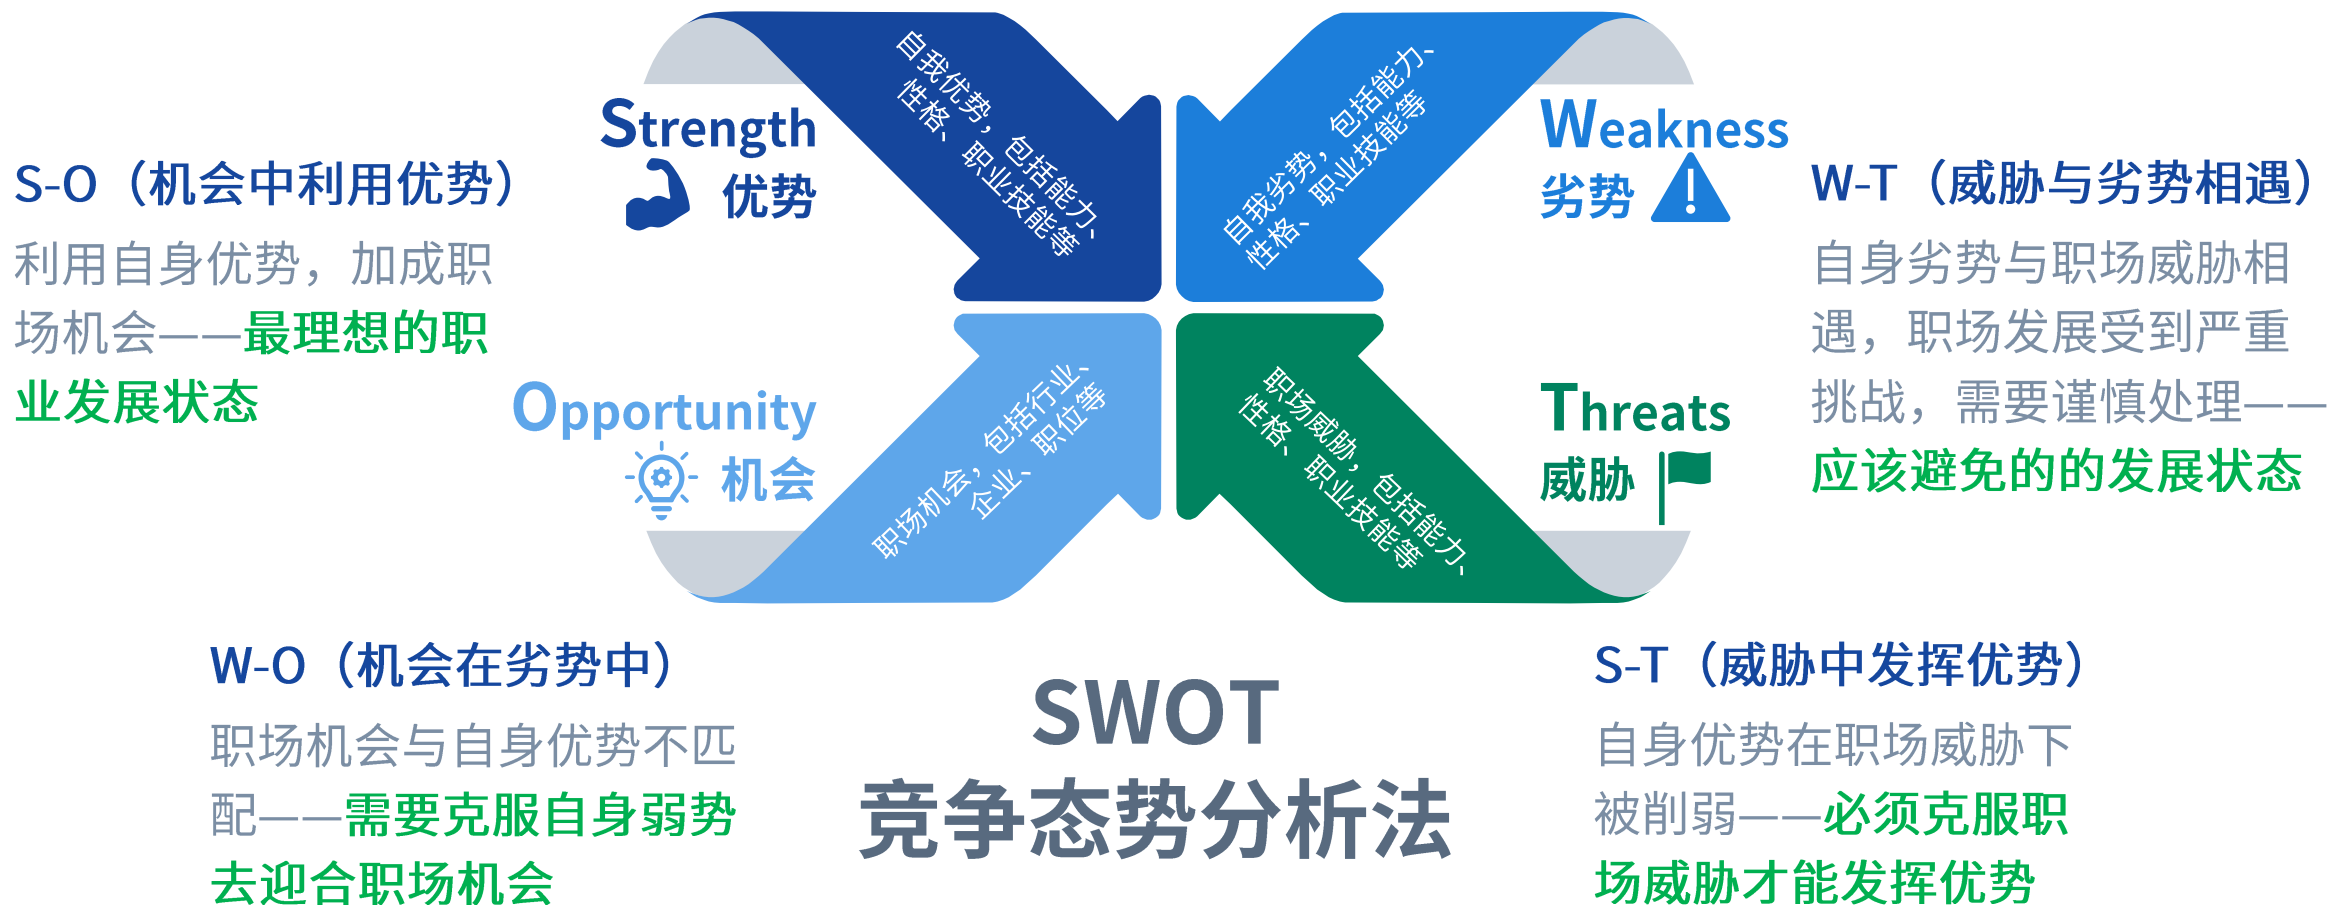 Strength
优势
自我优势，包括能力、
性格、职业技能等
Weakness
劣势
自我劣势，包括能力、
性格、职业技能等
S-O（机会中利用优势）
利用自身优势，加成职
场机会——最理想的职
业发展状态
W-T（威胁与劣势相遇）
自身劣势与职场威胁相
遇，职场发展受到严重
挑战，需要谨慎处理——
应该避免的的发展状态
Opportunity
机会
职场机会，包括行业、
企业、职位等
Threats
威胁
职场威胁，包括能力、
性格、职业技能等
W-O（机会在劣势中）
职场机会与自身优势不匹
配——需要克服自身弱势
去迎合职场机会
SWOT
竞争态势分析法
S-T（威胁中发挥优势）
自身优势在职场威胁下
被削弱——必须克服职
场威胁才能发挥优势